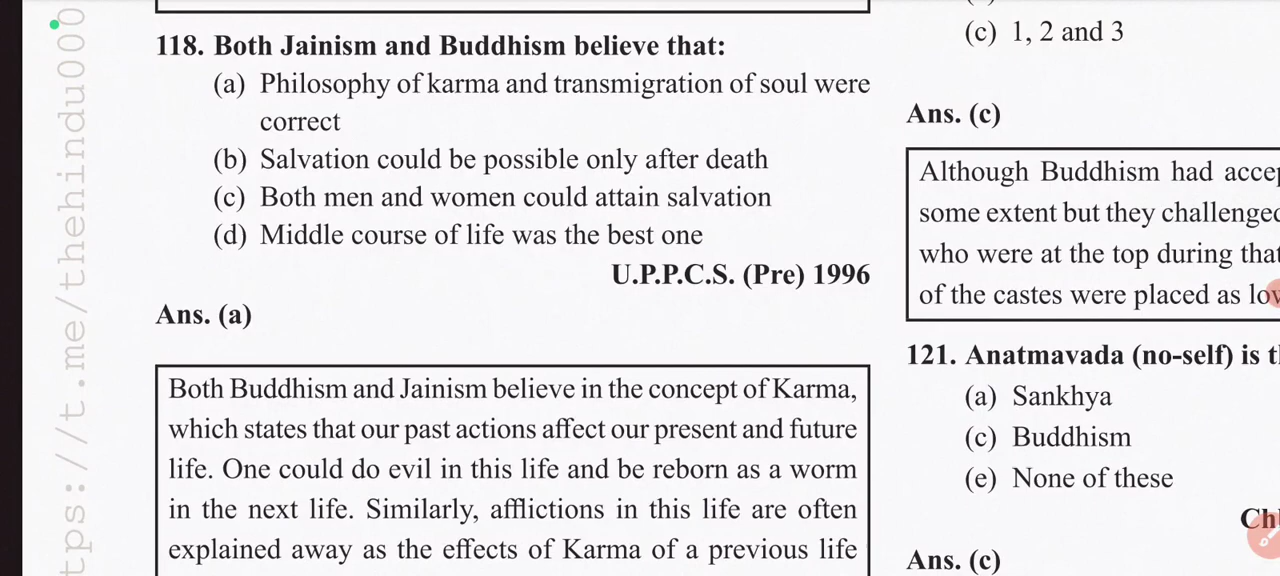 118. Both Jainism and Buddhism believe that:
(a) Philosophy of karma and transmigration of soul were
correct
(b) Salvation could be possible only after death
(c) Both men and women could attain salvation
(d) Middle course of life was the best one
U.P.P.C.S. (Pre) 1996
Ans. (a)
Both Buddhism and Jainism believe in the concept of Karma,
which states that our past actions affect our present and future
life. One could do evil in this life and be reborn as a worm
in the next life. Similarly, afflictions in this life are often
explained away as the effects of Karma of a previous life
(c) 1, 2 and 3
Ans. (c)
Although Buddhism had
some extent but they
who were at the top during
of the castes were placed as
121. Anatmavada (no-self) is
(a) Sankhya
(c) Buddhism
(e) None of these
Ans. (c)
tps://t.me/thehindu000